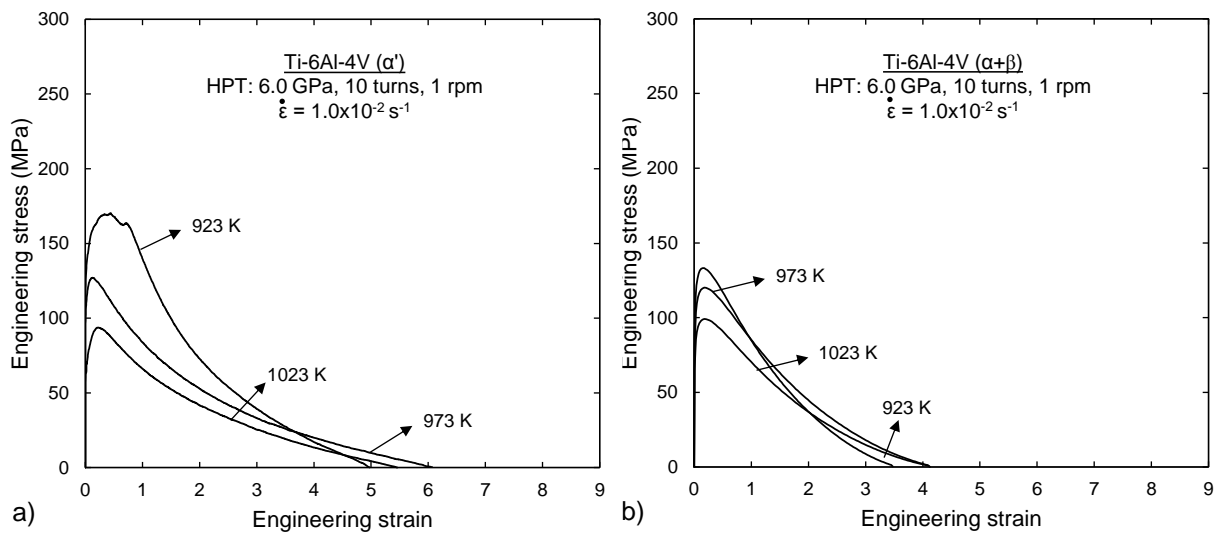 300
250
200
150
100
50
0
Engineering stress (MPa)
Ti-6Al-4V (α')
HPT: 6.0 GPa, 10 turns, 1 rpm
ε̇ = 1.0x10⁻² s⁻¹
923 K
1023 K
973 K
0 1 2 3 4 5 6 7 8 9
Engineering strain
a)
300
250
200
150
100
50
0
Engineering stress (MPa)
Ti-6Al-4V (α+β)
HPT: 6.0 GPa, 10 turns, 1 rpm
ε̇ = 1.0x10⁻² s⁻¹
973 K
1023 K
923 K
0 1 2 3 4 5 6 7 8 9
Engineering strain
b)